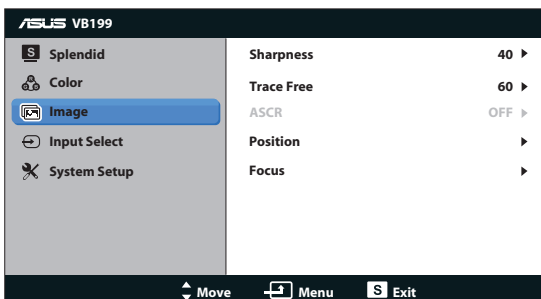 ASUS VB199
S Splendid
Color
Image
Input Select
System Setup
Sharpness 40
Trace Free 60
ASCR OFF
Position
Focus
Move Menu S Exit